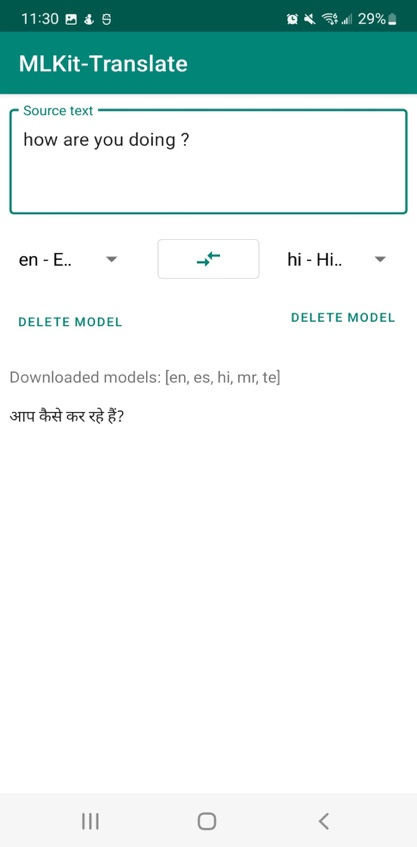 11:30 29%
MLKit-Translate
Source text
how are you doing ?
en - E.. hi - Hi..
DELETE MODEL DELETE MODEL
Downloaded models: [en, es, hi, mr, te]
आप कैसे कर रहे हैं?